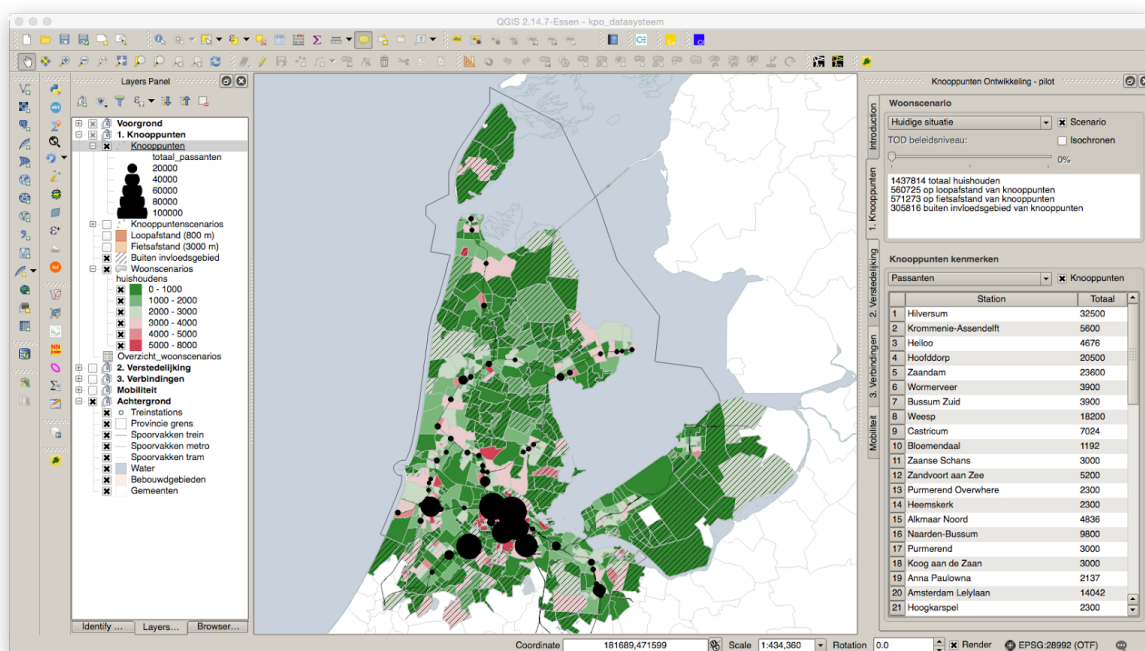 QGIS 2.14.7-Essen - kpo_datasysteem
Layers Panel
Voorgrond
1. Knooppunten
Knooppunten
totaal_passanten
20000
40000
60000
80000
100000
Knooppuntenscenarios
Loopafstand (800 m)
Fietsafstand (3000 m)
Buiten invloedsgebied
Woonscenarios
huishoudens
0 - 1000
1000 - 2000
2000 - 3000
3000 - 4000
4000 - 5000
5000 - 8000
Overzicht_woonscenarios
2. Verstedelijking
3. Verbindingen
Mobiliteit
Achtergrond
Treinstations
Provincie grens
Spoorvakken trein
Spoorvakken metro
Spoorvakken tram
Water
Bebouwdgebieden
Gemeenten
Identify ...
Layers...
Browser...
Knooppunten Ontwikkeling - pilot
Introduction
1. Knooppunten
2. Verstedelijking
3. Verbindingen
Mobiliteit
Woonscenario
Huidige situatie
Scenario
TOD beleidsniveau:
Isochronen
0%
1437814 totaal huishouden
560725 op loopafstand van knooppunten
571273 op fietsafstand van knooppunten
305816 buiten invloedsgebied van knooppunten
Knooppunten kenmerken
Passanten
Knooppunten
Station Totaal
1 Hilversum 32500
2 Krommenie-Assendelft 5600
3 Heiloo 4676
4 Hoofddorp 20500
5 Zaandam 23600
6 Wormerveer 3900
7 Bussum Zuid 3900
8 Weesp 18200
9 Castricum 7024
10 Bloemendaal 1192
11 Zaanse Schans 3000
12 Zandvoort aan Zee 5200
13 Purmerend Overwhere 2300
14 Heemskerk 2300
15 Alkmaar Noord 4836
16 Naarden-Bussum 9800
17 Purmerend 3000
18 Koog aan de Zaan 3000
19 Anna Paulowna 2137
20 Amsterdam Lelylaan 14042
21 Hoogkarspel 2300
Coordinate 181689,471599 Scale 1:434,360 Rotation 0.0 Render EPSG:28992 (OTF)